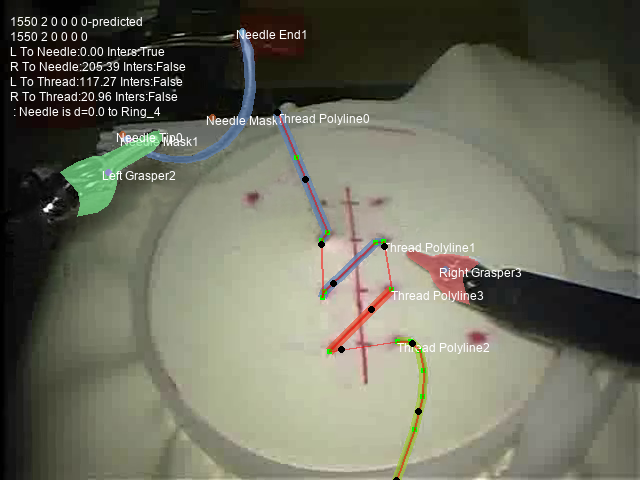 1550 2 0 0 0 0-predicted
1550 2 0 0 0 0
L To Needle:0.00 Inters:True
R To Needle:205.39 Inters:False
L To Thread:117.27 Inters:False
R To Thread:20.96 Inters:False
: Needle is d=0.0 to Ring_4
Needle End1
Needle Mask
Thread Polyline0
Needle Tip0
Mask1
Left Grasper2
Thread Polyline1
Right Grasper3
Thread Polyline3
Thread Polyline2